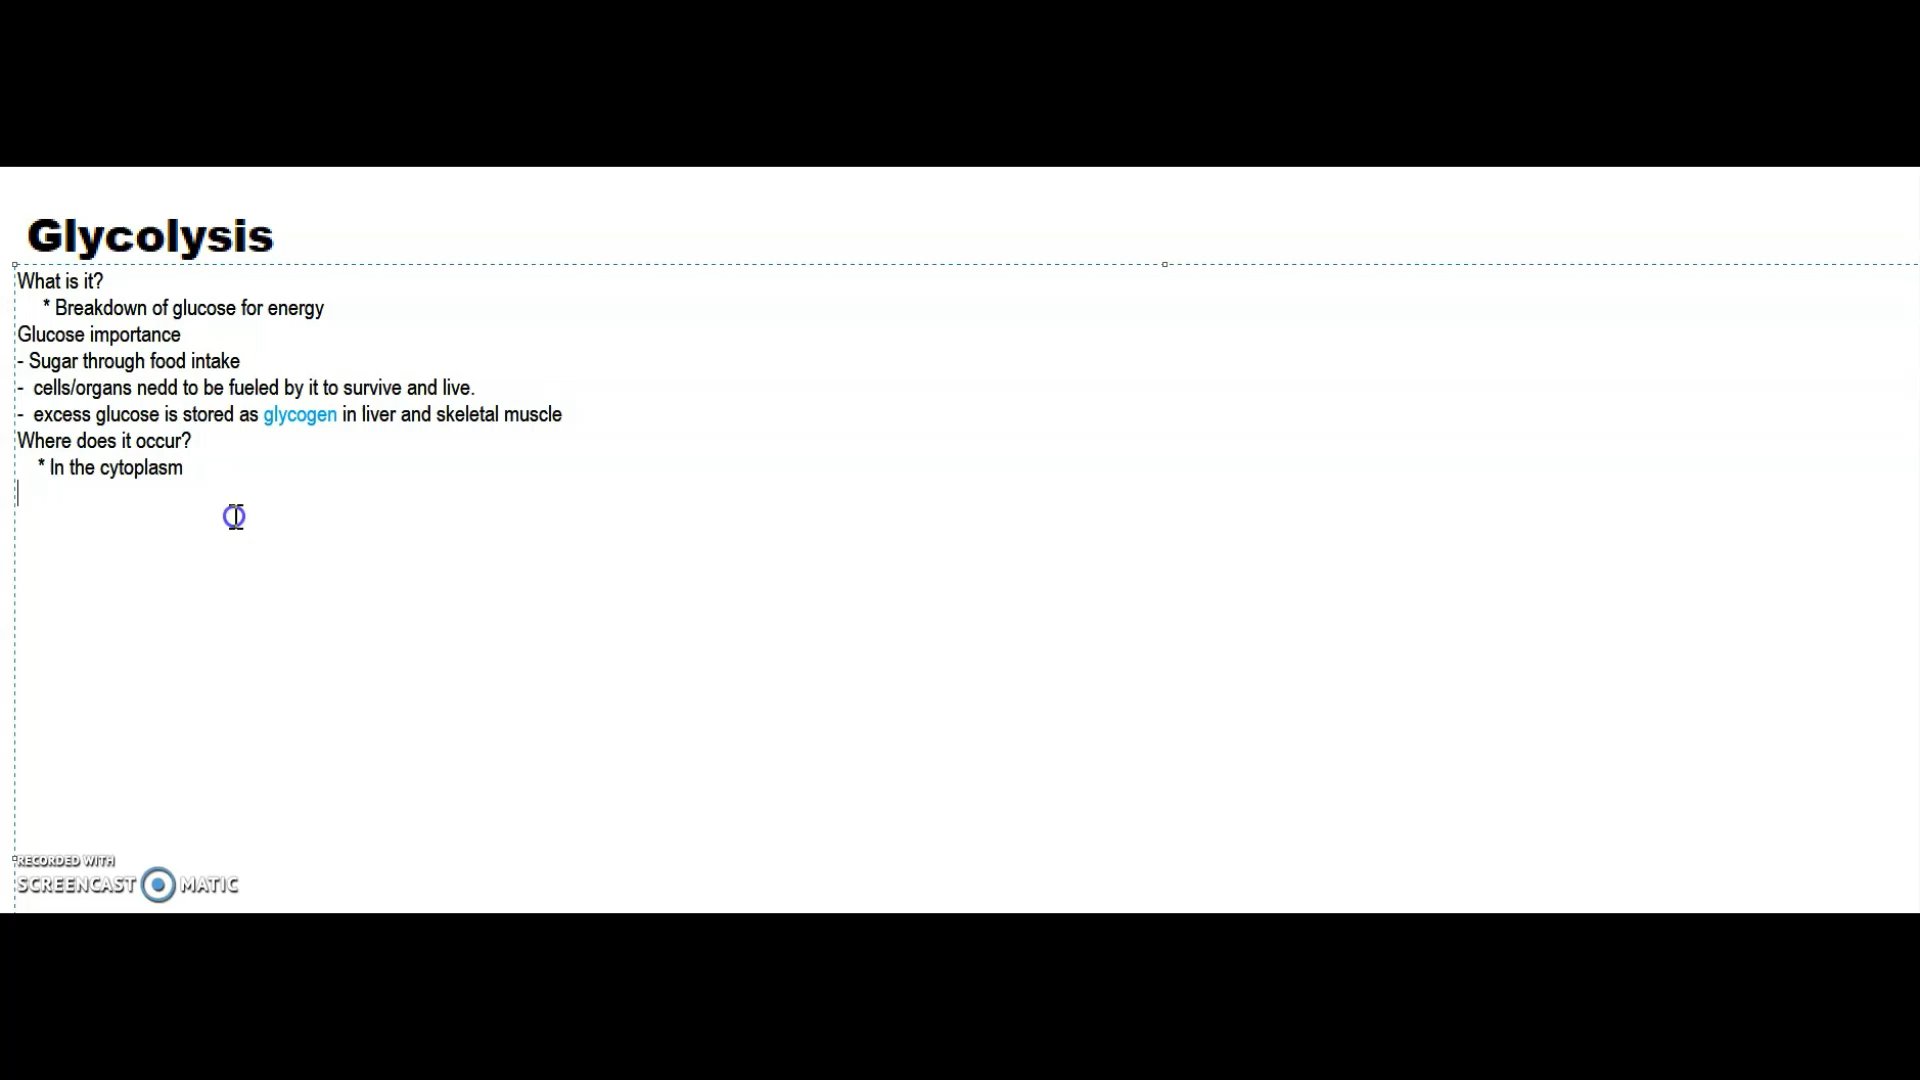 Glycolysis
What is it?
* Breakdown of glucose for energy
Glucose importance
- Sugar through food intake
- cells/organs nedd to be fueled by it to survive and live.
- excess glucose is stored as glycogen in liver and skeletal muscle
Where does it occur?
* In the cytoplasm
RECORDED WITH
SCREENCAST MATIC